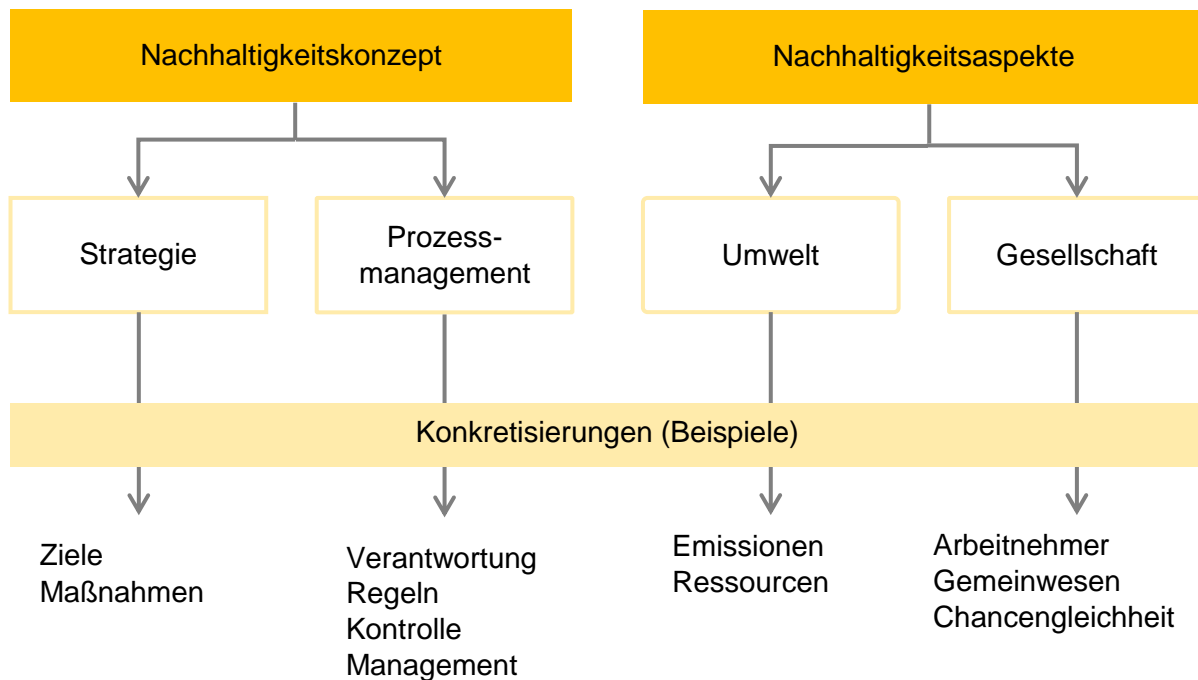 Nachhaltigkeitskonzept
Nachhaltigkeitsaspekte
Strategie
Prozess-
management
Umwelt
Gesellschaft
Konkretisierungen (Beispiele)
Ziele
Maßnahmen
Verantwortung
Regeln
Kontrolle
Management
Emissionen
Ressourcen
Arbeitnehmer
Gemeinwesen
Chancengleichheit